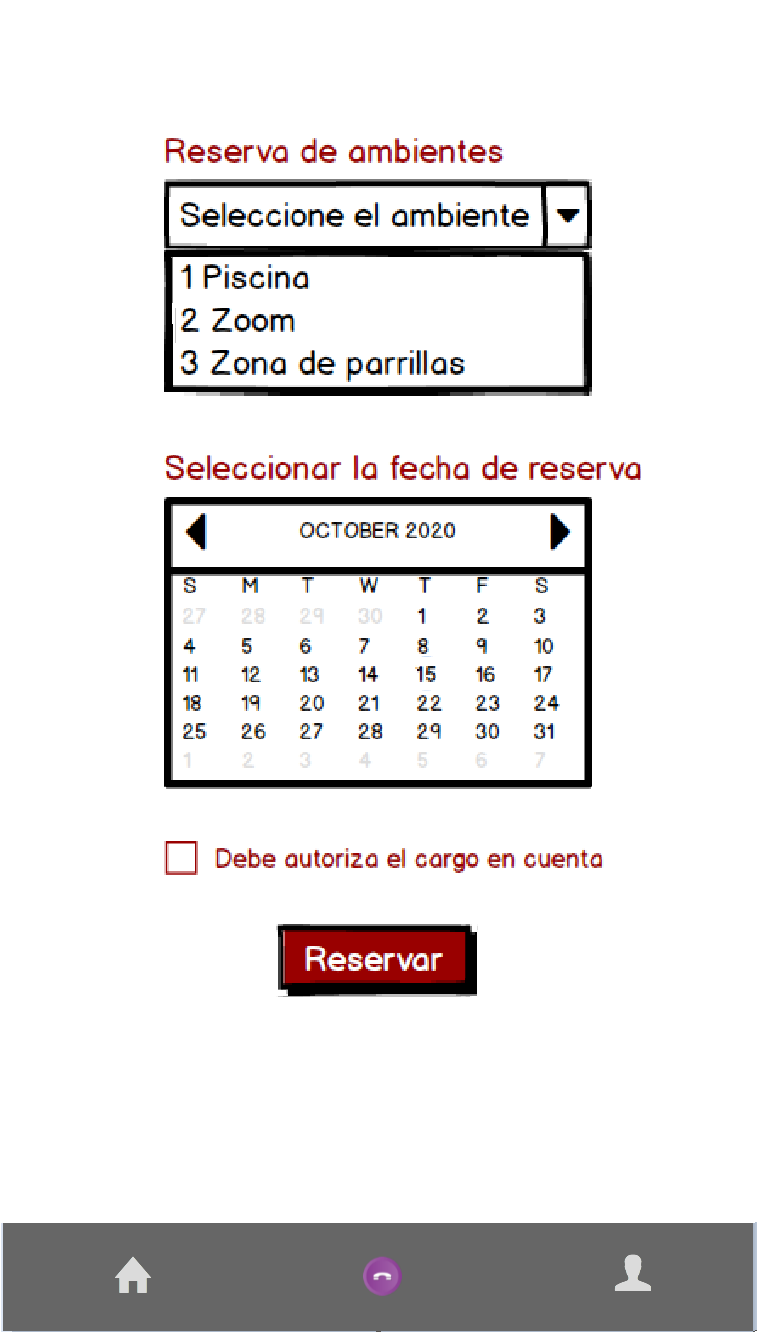 Reserva de ambientes
Seleccione el ambiente
1 Piscina
2 Zoom
3 Zona de parrillas
Seleccionar la fecha de reserva
OCTOBER 2020
S M T W T F S
27 28 29 30 1 2 3
4 5 6 7 8 9 10
11 12 13 14 15 16 17
18 19 20 21 22 23 24
25 26 27 28 29 30 31
1 2 3 4 5 6 7
Debe autoriza el cargo en cuenta
Reservar